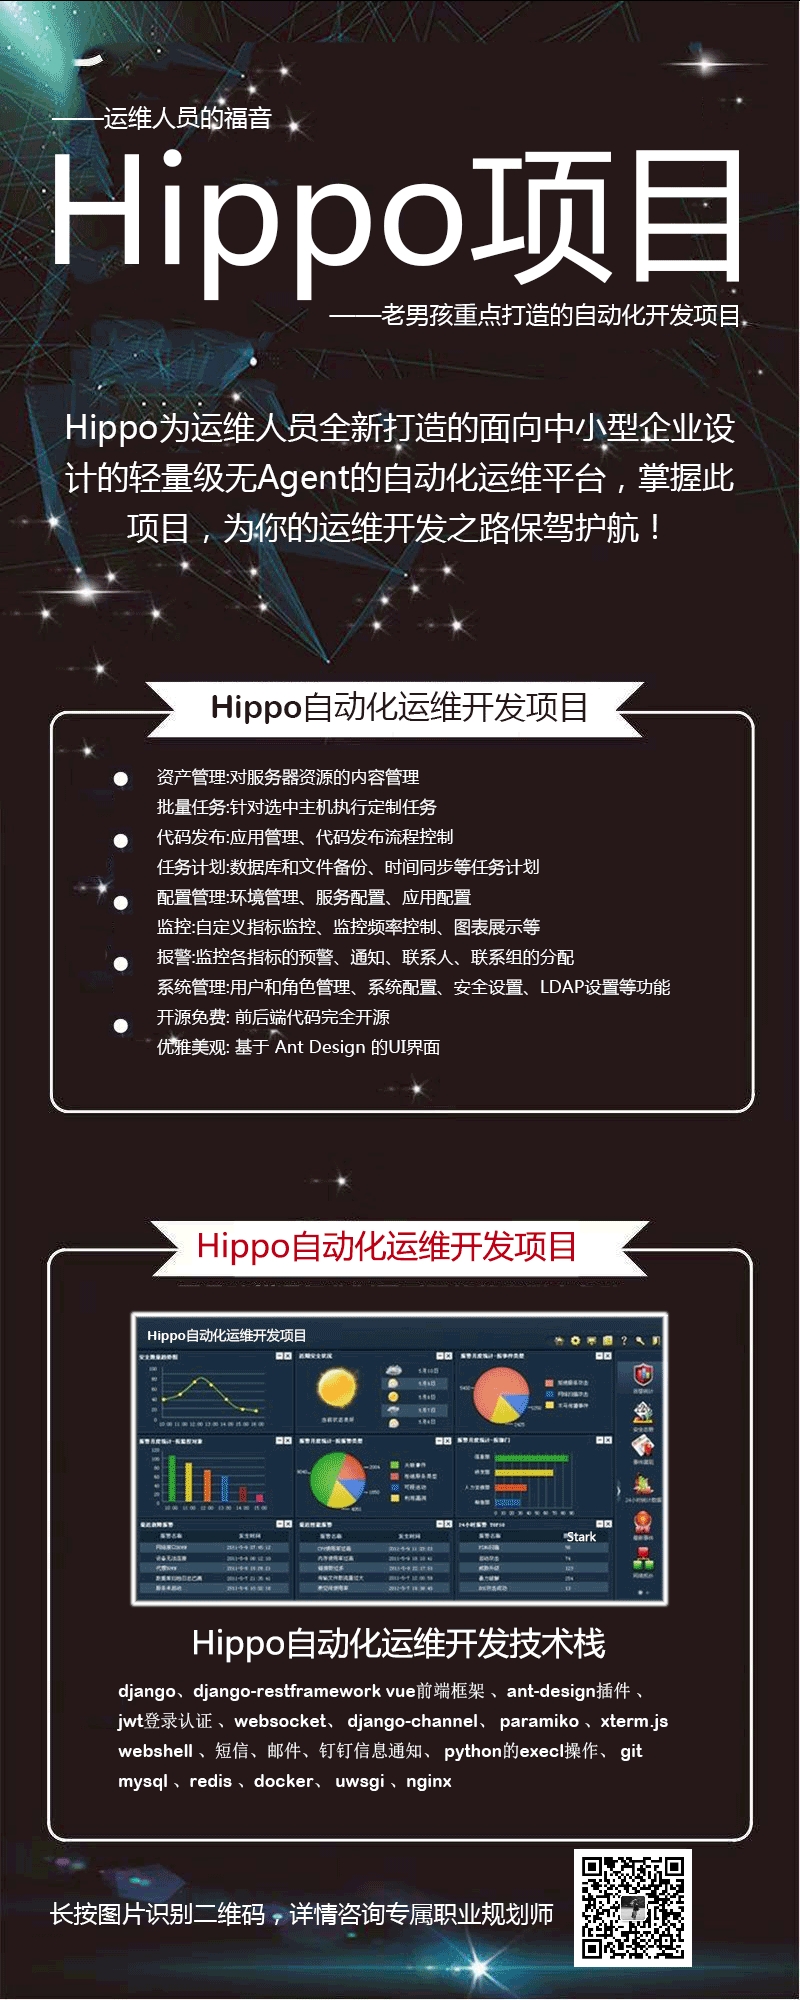 ——运维人员的福音
Hippo项目
——老男孩重点打造的自动化开发项目
Hippo为运维人员全新打造的面向中小型企业设
计的轻量级无Agent的自动化运维平台，掌握此
项目，为你的运维开发之路保驾护航！
Hippo自动化运维开发项目
资产管理:对服务器资源的内容管理
批量任务:针对选中主机执行定制任务
代码发布:应用管理、代码发布流程控制
任务计划:数据库和文件备份、时间同步等任务计划
配置管理:环境管理、服务配置、应用配置
监控:自定义指标监控、监控频率控制、图表展示等
报警:监控各指标的预警、通知、联系人、联系组的分配
系统管理:用户和角色管理、系统配置、安全设置、LDAP设置等功能
开源免费: 前后端代码完全开源
优雅美观: 基于 Ant Design 的UI界面
Hippo自动化运维开发项目
Hippo自动化运维开发项目
Stark
Hippo自动化运维开发技术栈
django、django-restframework vue前端框架 、ant-design插件 、
jwt登录认证 、websocket、 django-channel、 paramiko 、xterm.js
webshell 、短信、邮件、钉钉信息通知、 python的execl操作、 git
mysql 、redis 、docker、 uwsgi 、nginx
长按图片识别二维码，详情咨询专属职业规划师